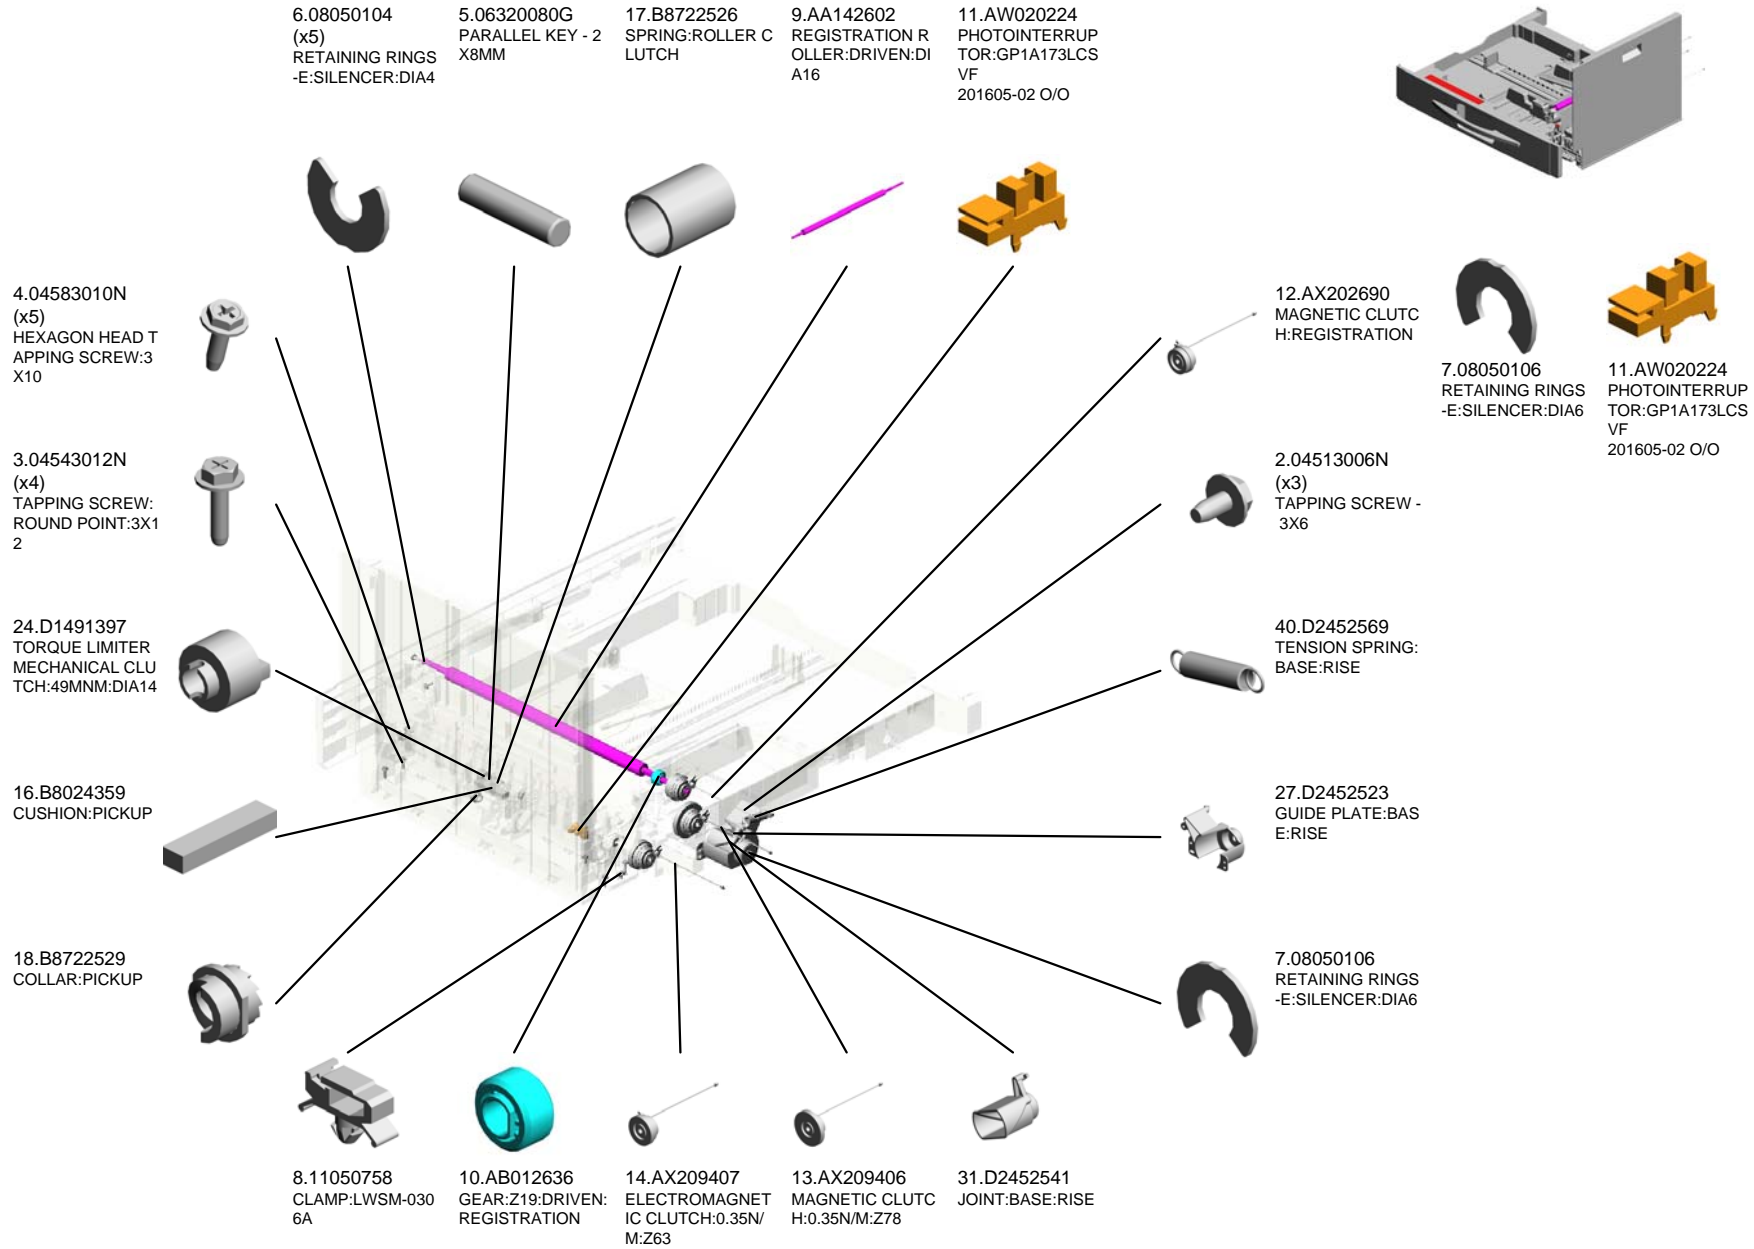 6.08050104
(x5)
RETAINING RINGS
-E:SILENCER:DIA4
5.06320080G
PARALLEL KEY - 2
X8MM
17.B8722526
SPRING:ROLLER C
LUTCH
9.AA142602
REGISTRATION R
OLLER:DRIVEN:DI
A16
11.AW020224
PHOTOINTERRUP
TOR:GP1A173LCS
VF
201605-02 O/O
4.04583010N
(x5)
HEXAGON HEAD T
APPING SCREW:3
X10
12.AX202690
MAGNETIC CLUTC
H:REGISTRATION
7.08050106
RETAINING RINGS
-E:SILENCER:DIA6
11.AW020224
PHOTOINTERRUP
TOR:GP1A173LCS
VF
201605-02 O/O
3.04543012N
(x4)
TAPPING SCREW:
ROUND POINT:3X1
2
2.04513006N
(x3)
TAPPING SCREW -
3X6
24.D1491397
TORQUE LIMITER
MECHANICAL CLU
TCH:49MNM:DIA14
40.D2452569
TENSION SPRING:
BASE:RISE
16.B8024359
CUSHION:PICKUP
27.D2452523
GUIDE PLATE:BAS
E:RISE
18.B8722529
COLLAR:PICKUP
7.08050106
RETAINING RINGS
-E:SILENCER:DIA6
8.11050758
CLAMP:LWSM-030
6A
10.AB012636
GEAR:Z19:DRIVEN:
REGISTRATION
14.AX209407
ELECTROMAGNET
IC CLUTCH:0.35N/
M:Z63
13.AX209406
MAGNETIC CLUTC
H:0.35N/M:Z78
31.D2452541
JOINT:BASE:RISE